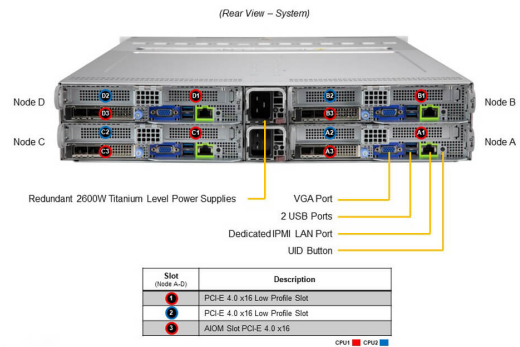 (Rear View – System)
D2 D1 B2 B1
Node D Node B
D3 B3
C2 C1 A2 A1
Node C Node A
C3 A3
Redundant 2600W Titanium Level Power Supplies
VGA Port
2 USB Ports
Dedicated IPMI LAN Port
UID Button
Slot (Node A-D) Description
1 PCI-E 4.0 x16 Low Profile Slot
2 PCI-E 4.0 x16 Low Profile Slot
3 AIOM Slot PCI-E 4.0 x16
CPU1 CPU2